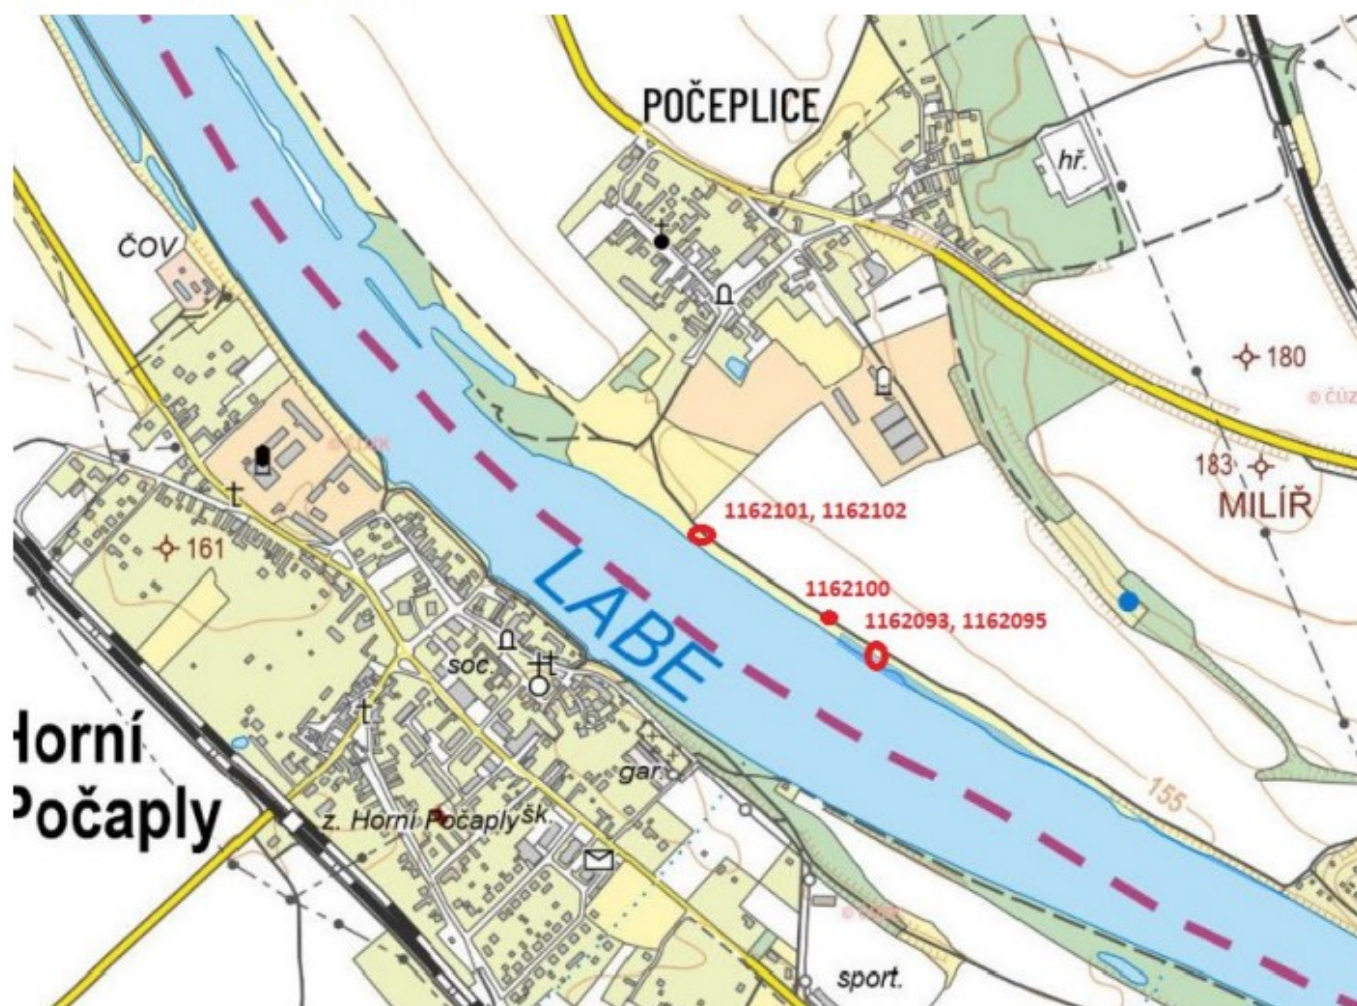 POČEPLICE
hř.
ČOV
180
© ČÚZ
183
MILÍŘ
1162101, 1162102
161
LABE
1162100
1162093, 1162095
soc.
Horní
Počaply
gar.
155
z. Horní Počaply
šk.
sport.